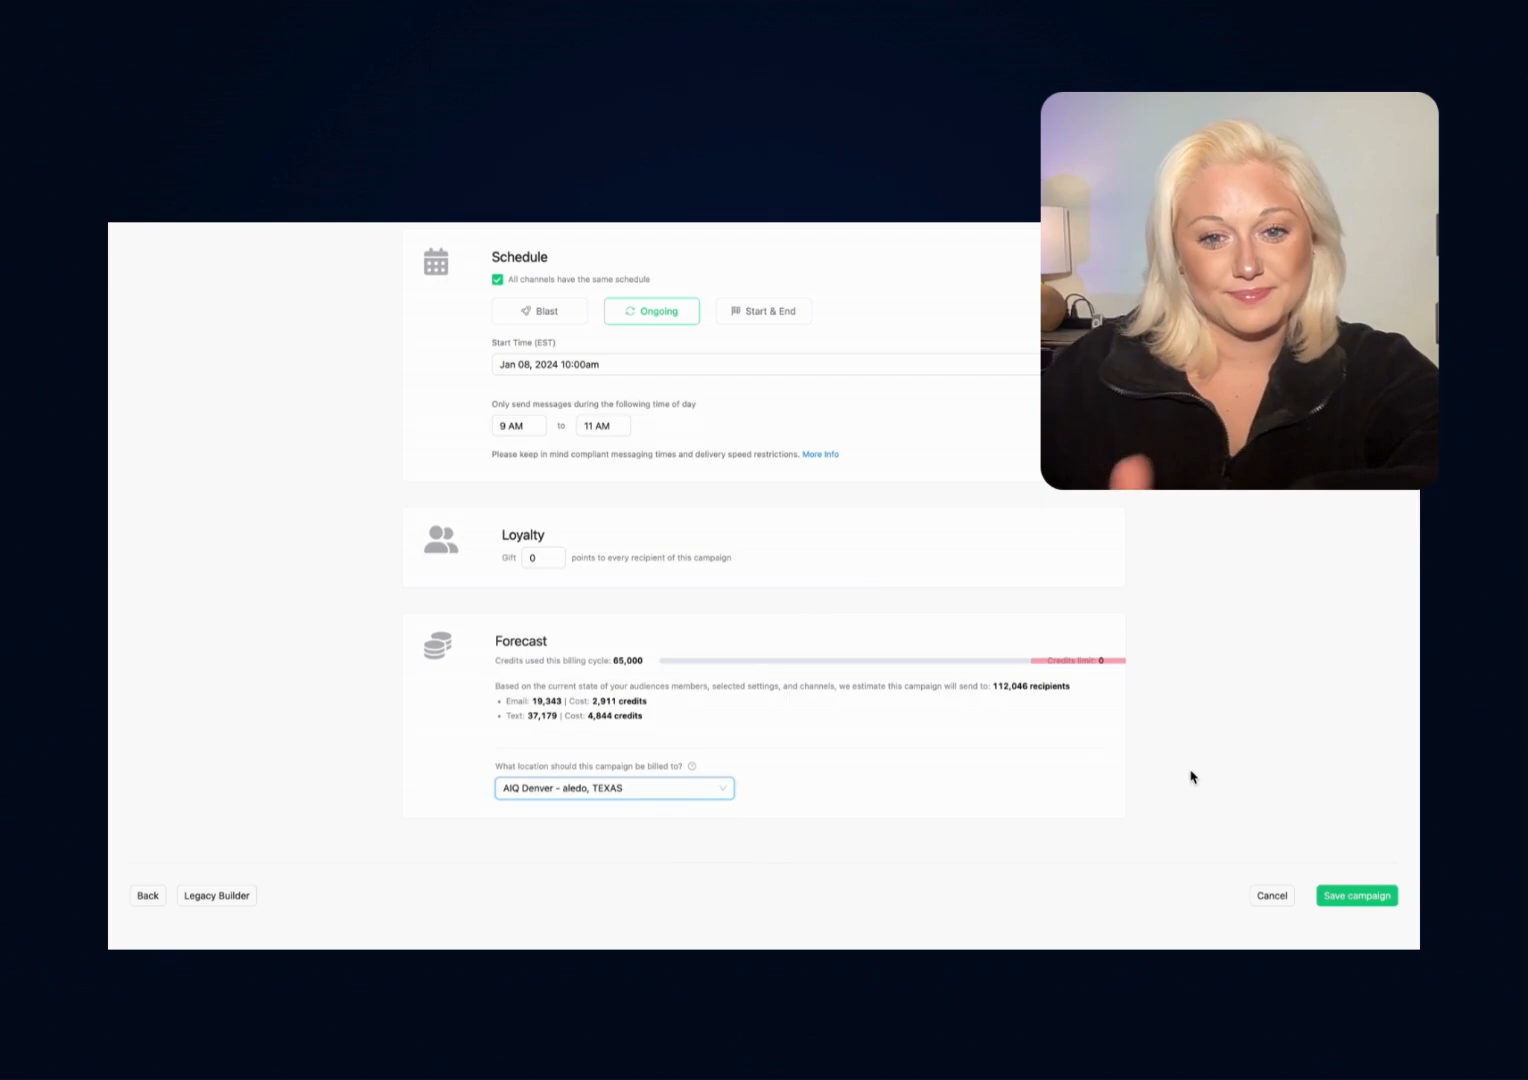 Schedule
All channels have the same schedule
Blast
Ongoing
Start & End
Start Time (EST)
Jan 08, 2024 10:00am
Only send messages during the following time of day
9 AM to 11 AM
Please keep in mind compliant messaging times and delivery speed restrictions. More Info
Loyalty
Gift 0 points to every recipient of this campaign
Forecast
Credits used this billing cycle: 65,000
Credits limit: 0
Based on the current state of your audiences members, selected settings, and channels, we estimate this campaign will send to: 112,046 recipients
• Email: 19,343 | Cost: 2,911 credits
• Text: 37,179 | Cost: 4,844 credits
What location should this campaign be billed to?
AIQ Denver - aledo, TEXAS
Back
Legacy Builder
Cancel
Save campaign